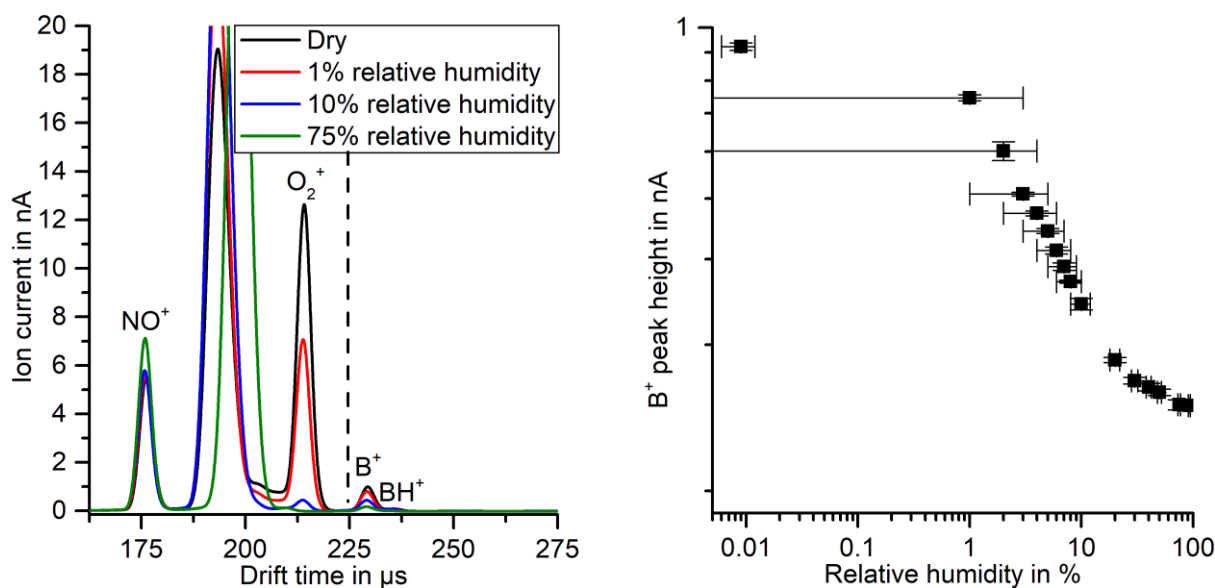 20
18
16
14
12
10
8
6
4
2
0
Ion current in nA
Dry
1% relative humidity
10% relative humidity
75% relative humidity
NO⁺
O₂⁺
B⁺
BH⁺
175
200
225
250
275
Drift time in µs
1
B⁺ peak height in nA
0.01
0.1
1
10
100
Relative humidity in %